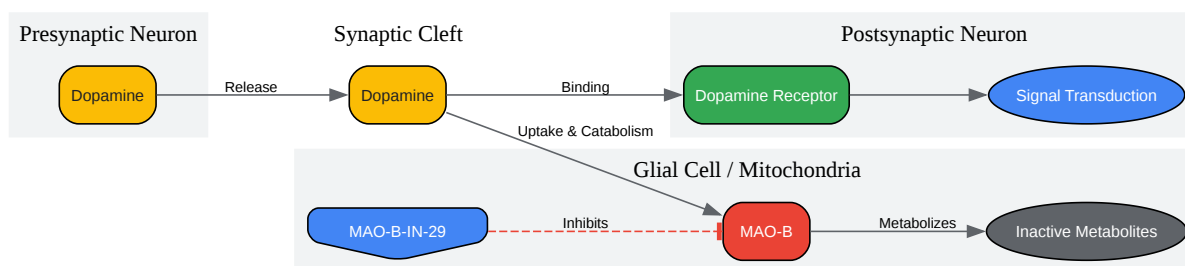 Presynaptic Neuron
Synaptic Cleft
Postsynaptic Neuron
Dopamine
Release
Dopamine
Binding
Dopamine Receptor
Signal Transduction
Uptake & Catabolism
Glial Cell / Mitochondria
MAO-B-IN-29
Inhibits
MAO-B
Metabolizes
Inactive Metabolites